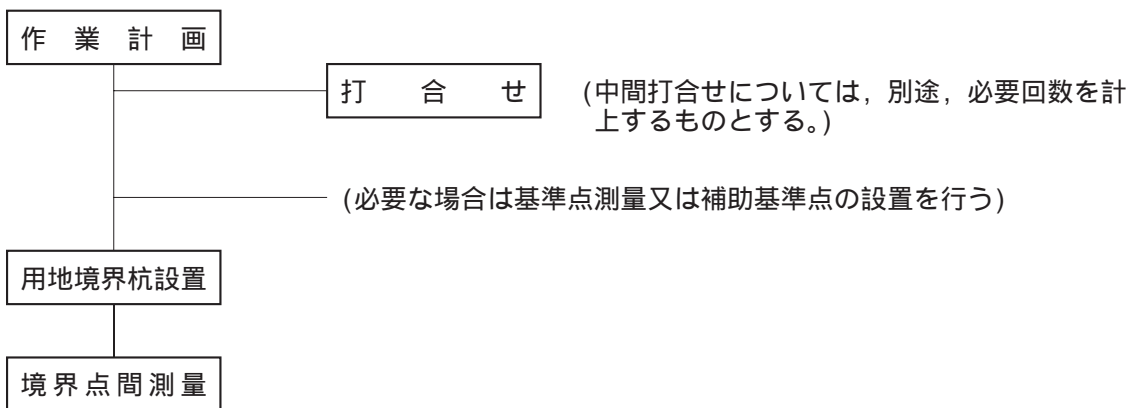 作業計画
打合せ
(中間打合せについては，別途，必要回数を計
上するものとする。)
(必要な場合は基準点測量又は補助基準点の設置を行う)
用地境界杭設置
境界点間測量